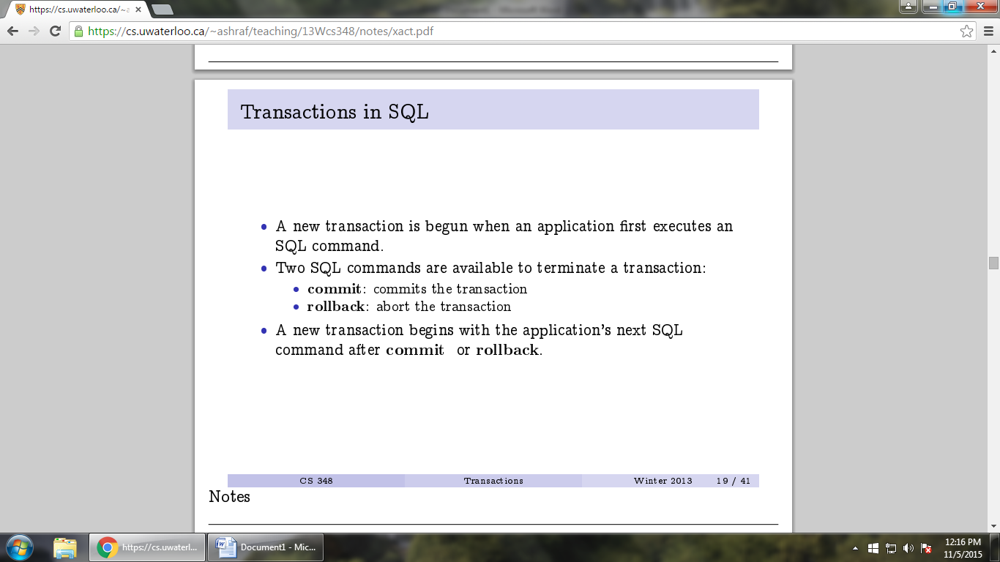 https://cs.uwaterloo.ca/~a
https://cs.uwaterloo.ca/~ashraf/teaching/13Wcs348/notes/xact.pdf
Transactions in SQL
• A new transaction is begun when an application first executes an
SQL command.
• Two SQL commands are available to terminate a transaction:
• commit: commits the transaction
• rollback: abort the transaction
• A new transaction begins with the application's next SQL
command after commit or rollback.
CS 348 Transactions Winter 2013 19 / 41
Notes
https://cs.uwaterl...
Document1 - Mic...
12:16 PM
11/5/2015